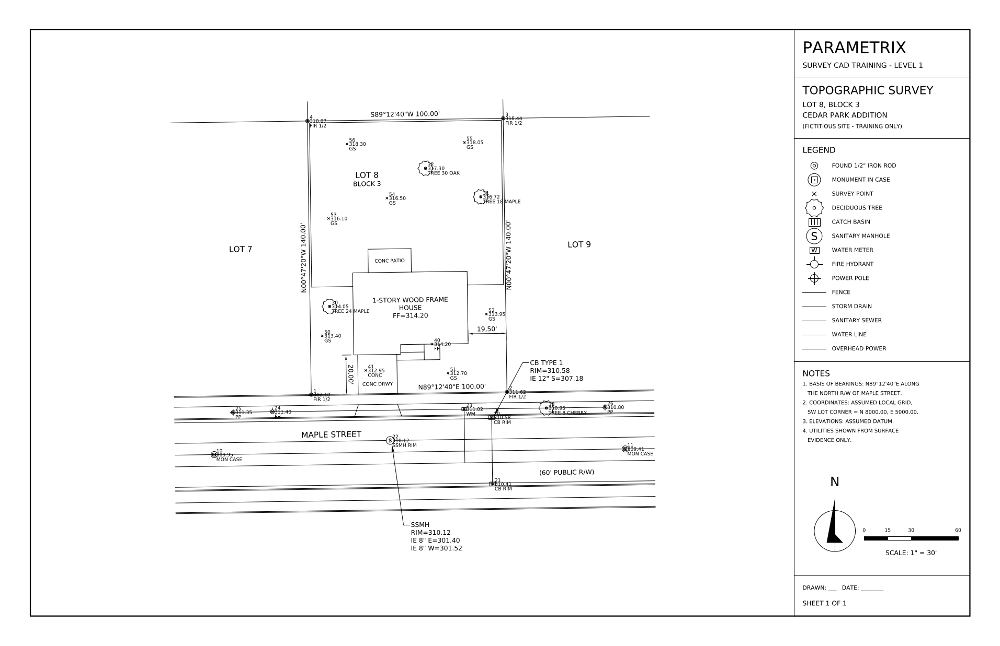 PARAMETRIX
SURVEY CAD TRAINING - LEVEL 1
TOPOGRAPHIC SURVEY
LOT 8, BLOCK 3
CEDAR PARK ADDITION
(FICTITIOUS SITE - TRAINING ONLY)
LEGEND
FOUND 1/2" IRON ROD
MONUMENT IN CASE
SURVEY POINT
DECIDUOUS TREE
CATCH BASIN
S
SANITARY MANHOLE
W
WATER METER
FIRE HYDRANT
POWER POLE
FENCE
STORM DRAIN
SANITARY SEWER
WATER LINE
OVERHEAD POWER
NOTES
1. BASIS OF BEARINGS: N89°12'40"E ALONG
THE NORTH R/W OF MAPLE STREET.
2. COORDINATES: ASSUMED LOCAL GRID,
SW LOT CORNER = N 8000.00, E 5000.00.
3. ELEVATIONS: ASSUMED DATUM.
4. UTILITIES SHOWN FROM SURFACE
EVIDENCE ONLY.
N
0 15 30 60
SCALE: 1" = 30'
DRAWN: ___ DATE: ________
SHEET 1 OF 1
S89°12'40"W 100.00'
4
318.87
FIR 1/2
3
318.44
FIR 1/2
56
318.30
GS
55
318.05
GS
32
317.30
TREE 30 OAK
LOT 8
BLOCK 3
31
316.72
TREE 18 MAPLE
54
316.50
GS
53
316.10
GS
LOT 7
LOT 9
N00°47'20"W 140.00'
N00°47'20"W 140.00'
CONC PATIO
1-STORY WOOD FRAME
HOUSE
FF=314.20
30
314.05
TREE 24 MAPLE
52
313.95
GS
19,50'
50
313.40
GS
40
314.20
FH
20,00'
41
312.95
CONC
CONC DRWY
51
312.70
GS
CB TYPE 1
RIM=310.58
IE 12" S=307.18
N89°12'40"E 100.00'
1
312.10
FIR 1/2
2
311.62
FIR 1/2
25
311.35
PP
24
311.40
FH
23
311.02
WM
33
310.95
TREE 8 CHERRY
26
310.80
PP
310.58
CB RIM
MAPLE STREET
22
310.12
SSMH RIM
10
309.95
MON CASE
11
309.41
MON CASE
(60' PUBLIC R/W)
21
310.41
CB RIM
SSMH
RIM=310.12
IE 8" E=301.40
IE 8" W=301.52